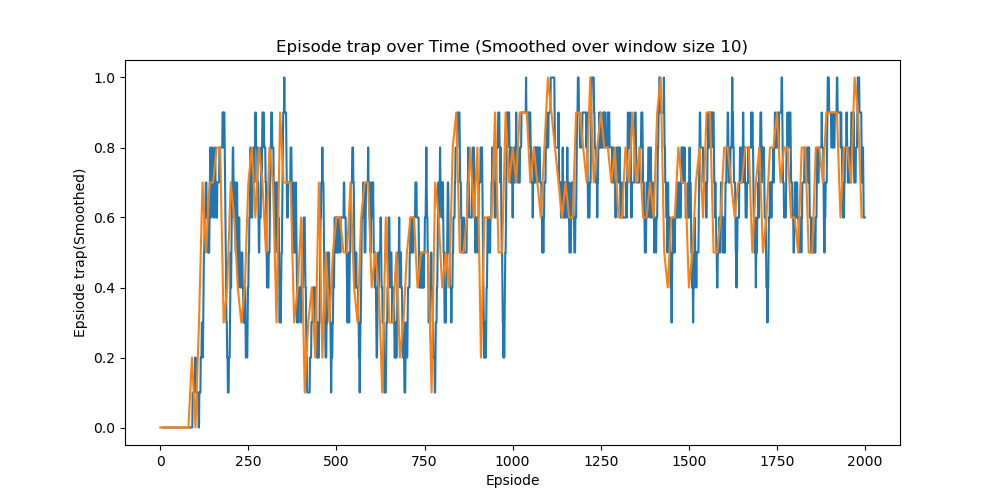 Episode trap over Time (Smoothed over window size 10)
Epsiode trap(Smoothed)
1.0
0.8
0.6
0.4
0.2
0.0
0 250 500 750 1000 1250 1500 1750 2000
Epsiode